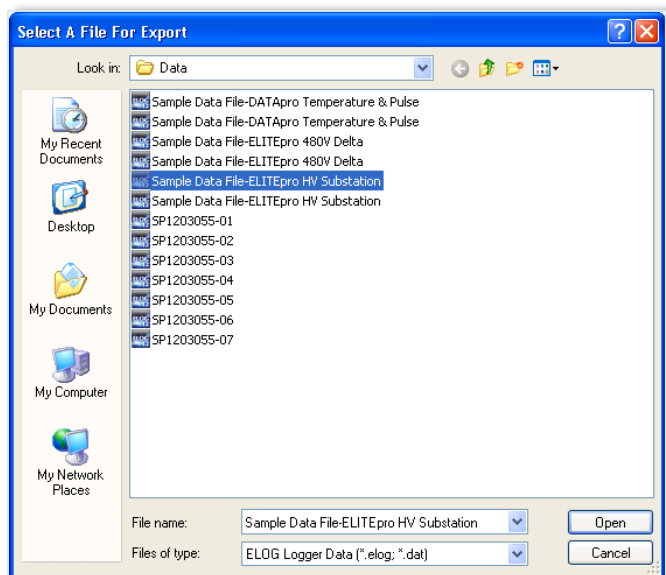 Select A File For Export
Look in:
Data
My Recent
Documents
Desktop
My Documents
My Computer
My Network
Places
Sample Data File-DATApro Temperature & Pulse
Sample Data File-DATApro Temperature & Pulse
Sample Data File-ELITEpro 480V Delta
Sample Data File-ELITEpro 480V Delta
Sample Data File-ELITEpro HV Substation
Sample Data File-ELITEpro HV Substation
SP1203055-01
SP1203055-02
SP1203055-03
SP1203055-04
SP1203055-05
SP1203055-06
SP1203055-07
File name:
Sample Data File-ELITEpro HV Substation
Open
Files of type:
ELOG Logger Data (*.elog; *.dat)
Cancel